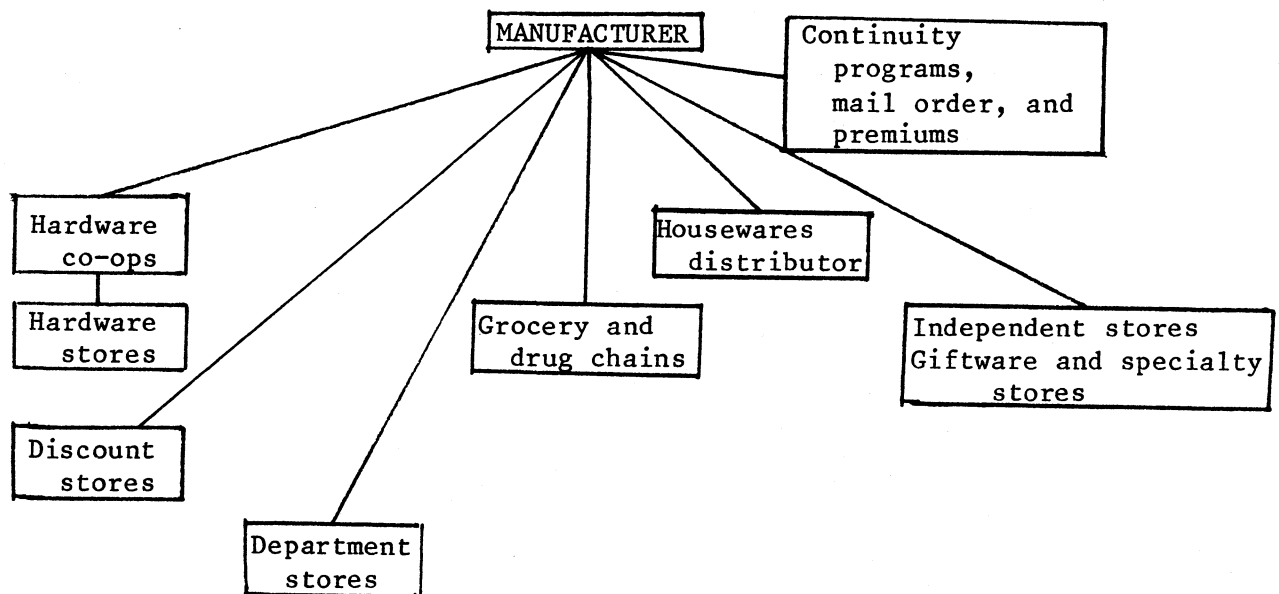 MANUFACTURER
Continuity
programs,
mail order, and
premiums
Hardware
co-ops
Housewares
distributor
Hardware
stores
Grocery and
drug chains
Independent stores
Giftware and specialty
stores
Discount
stores
Department
stores